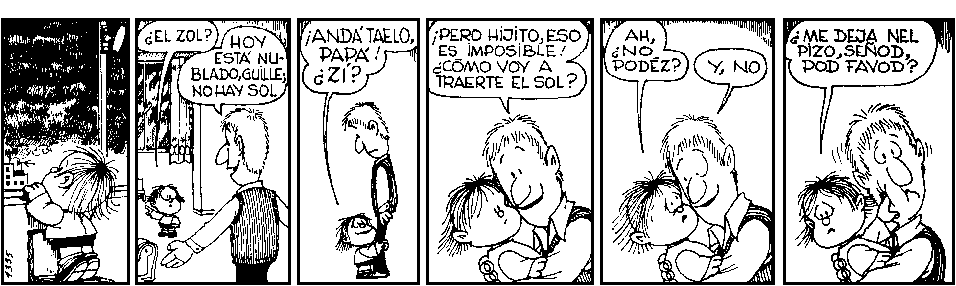 ¿EL ZOL?
HOY
ESTÁ NU-
BLADO, GUILLE,
NO HAY SOL
¡ANDÁ TAELO,
PAPÁ!
¿ZÍ?
¡PERO HIJITO, ESO
ES IMPOSIBLE!
¿CÓMO VOY A
TRAERTE EL SOL?
AH,
¿NO
PODÉZ?
Y, NO
¿ME DEJA NEL
PIZO, SEÑOD,
POD FAVOD?